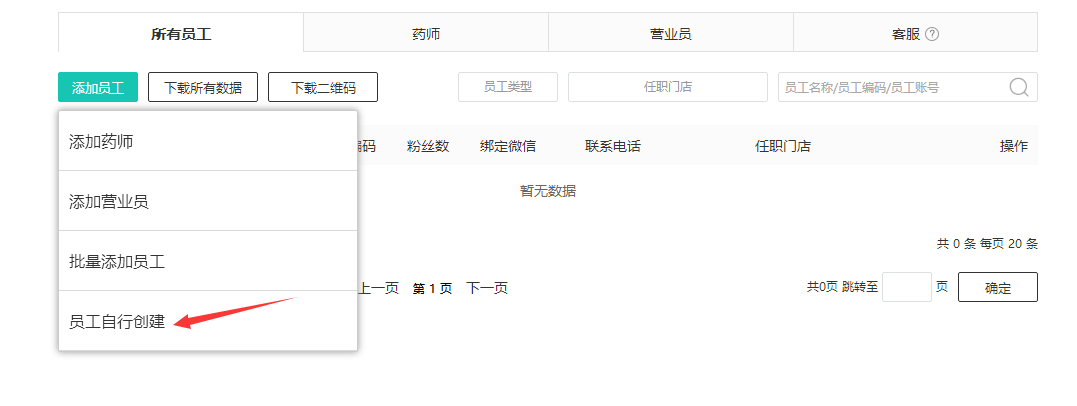 所有员工 药师 营业员 客服 ?
添加员工 下载所有数据 下载二维码 员工类型 任职门店 员工名称/员工编码/员工账号
添加药师
编码 粉丝数 绑定微信 联系电话 任职门店 操作
暂无数据
添加营业员
共 0 条 每页 20 条
批量添加员工
上一页 第 1 页 下一页 共0页 跳转至 页 确定
员工自行创建